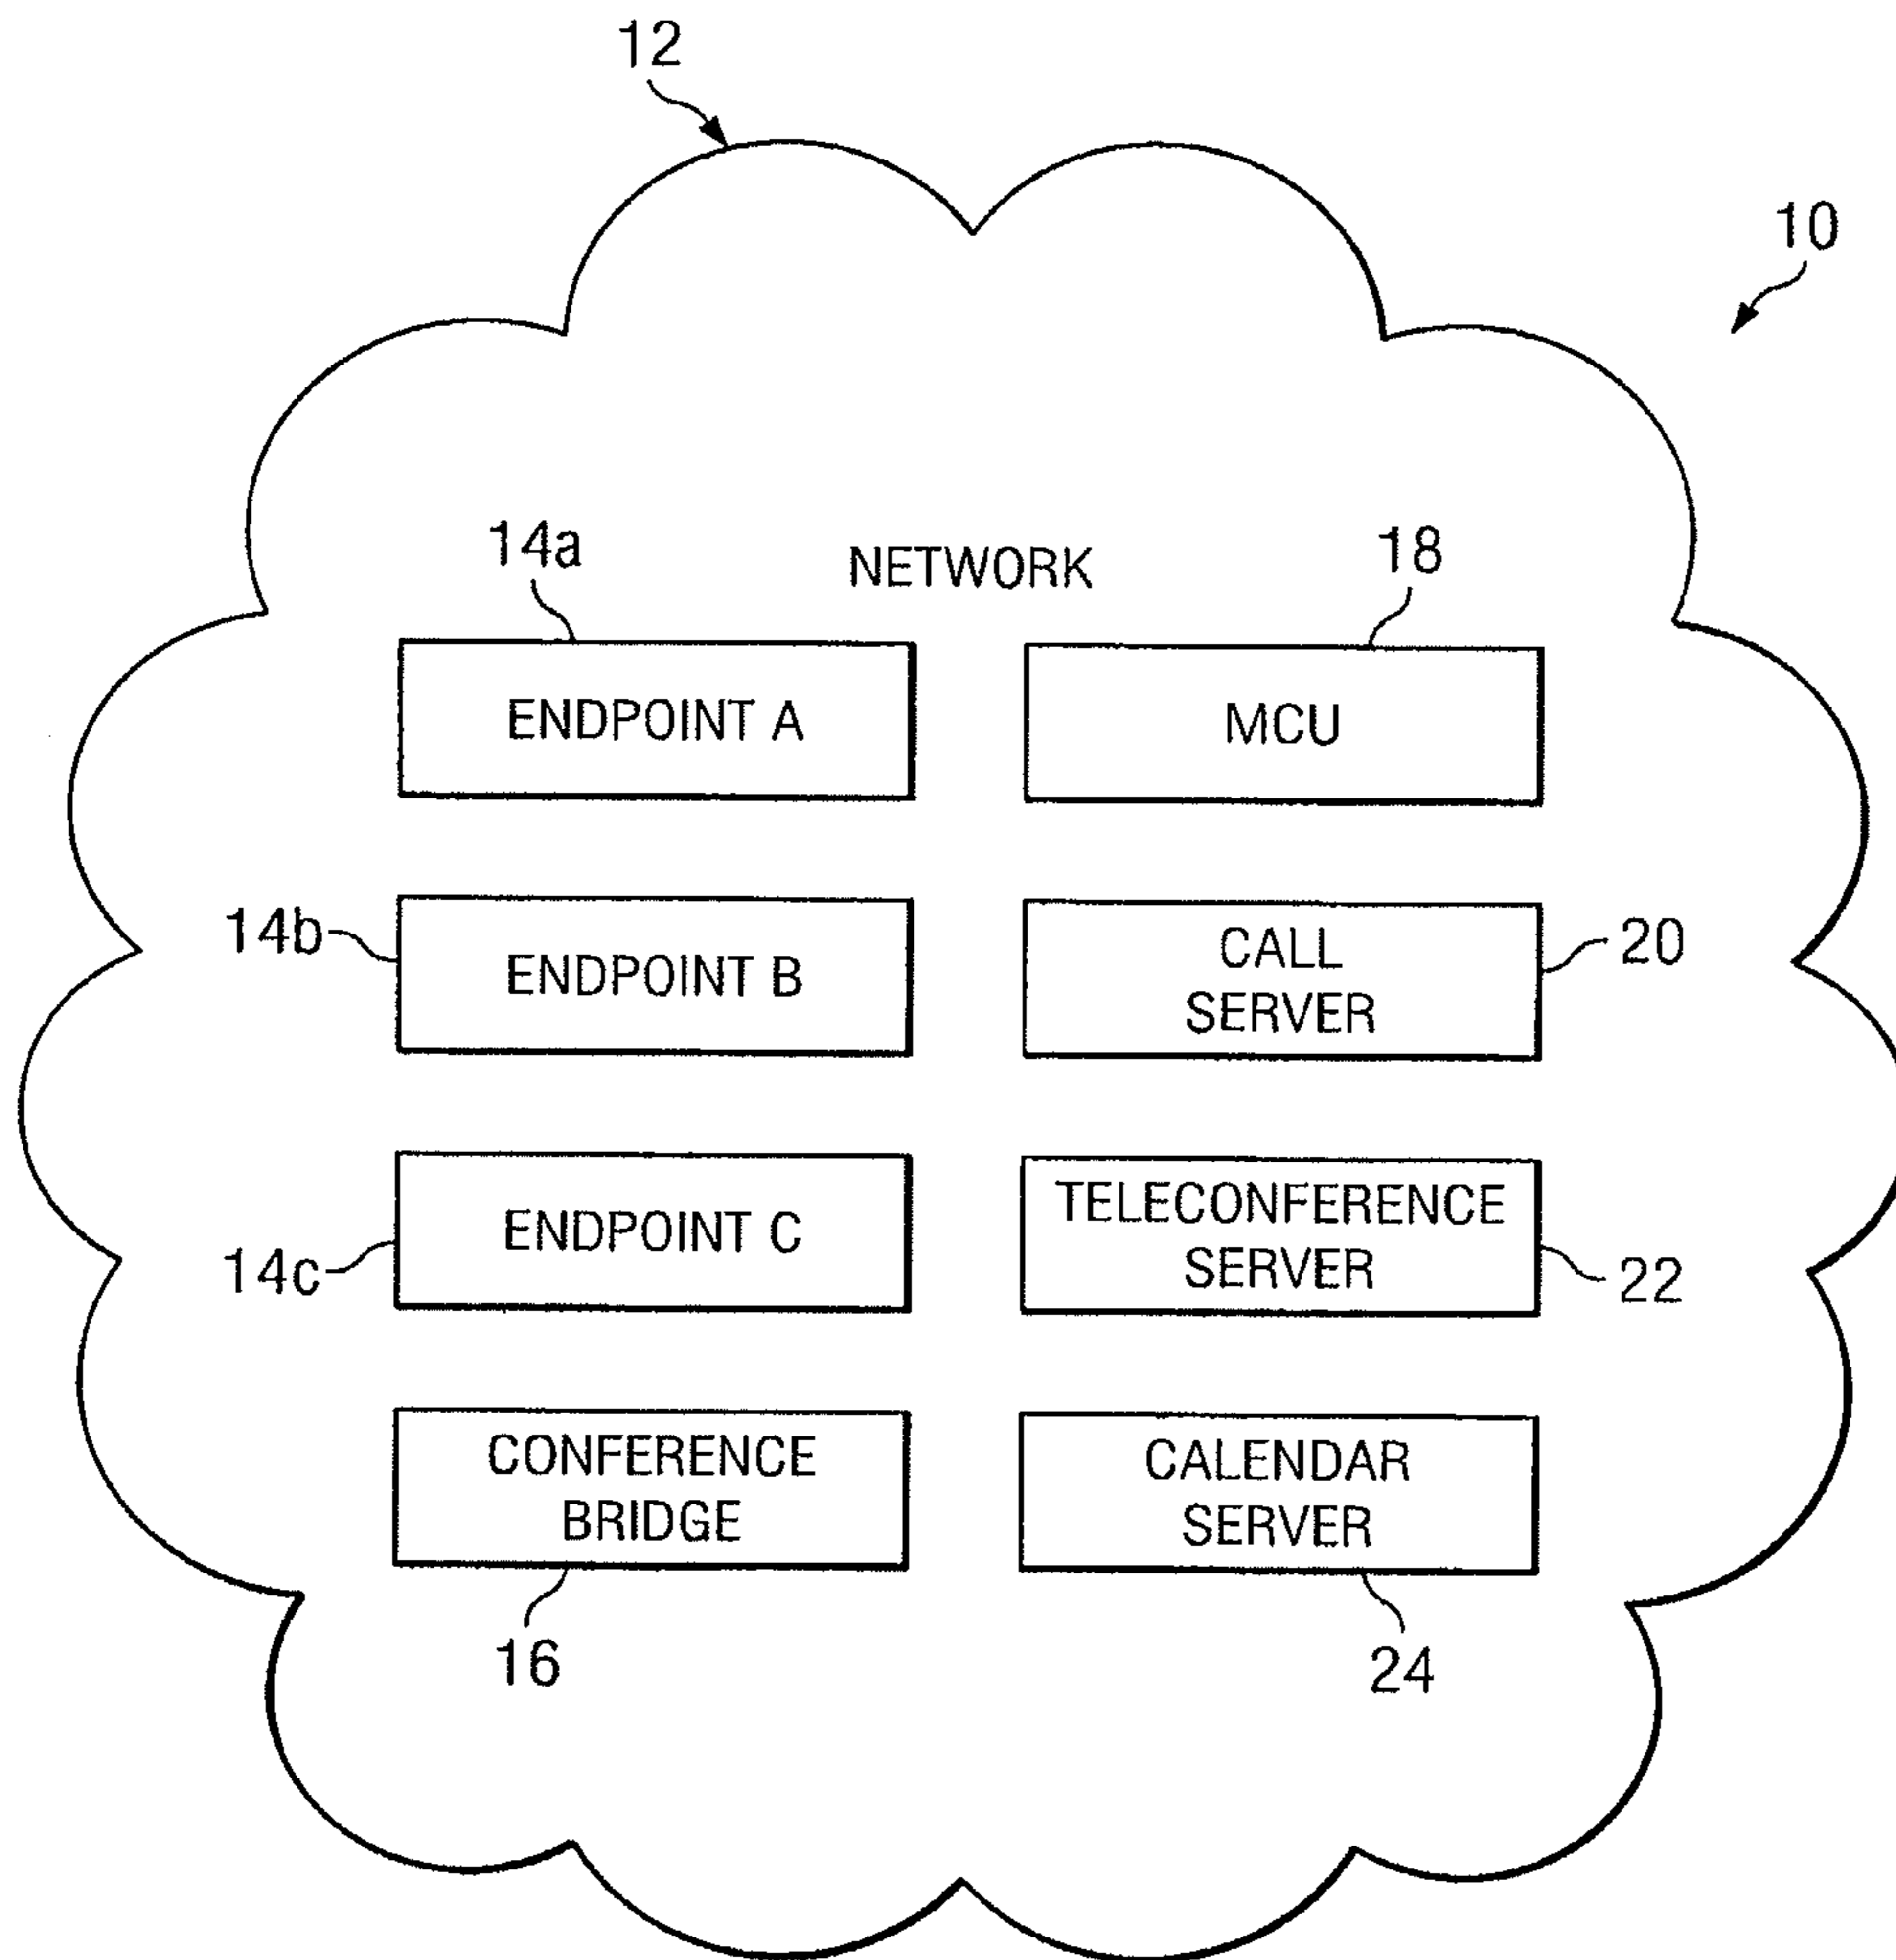 12
10
NETWORK
14a
18
ENDPOINT A
MCU
14b
ENDPOINT B
CALL
SERVER
20
14c
ENDPOINT C
TELECONFERENCE
SERVER
22
CONFERENCE
BRIDGE
CALENDAR
SERVER
16
24